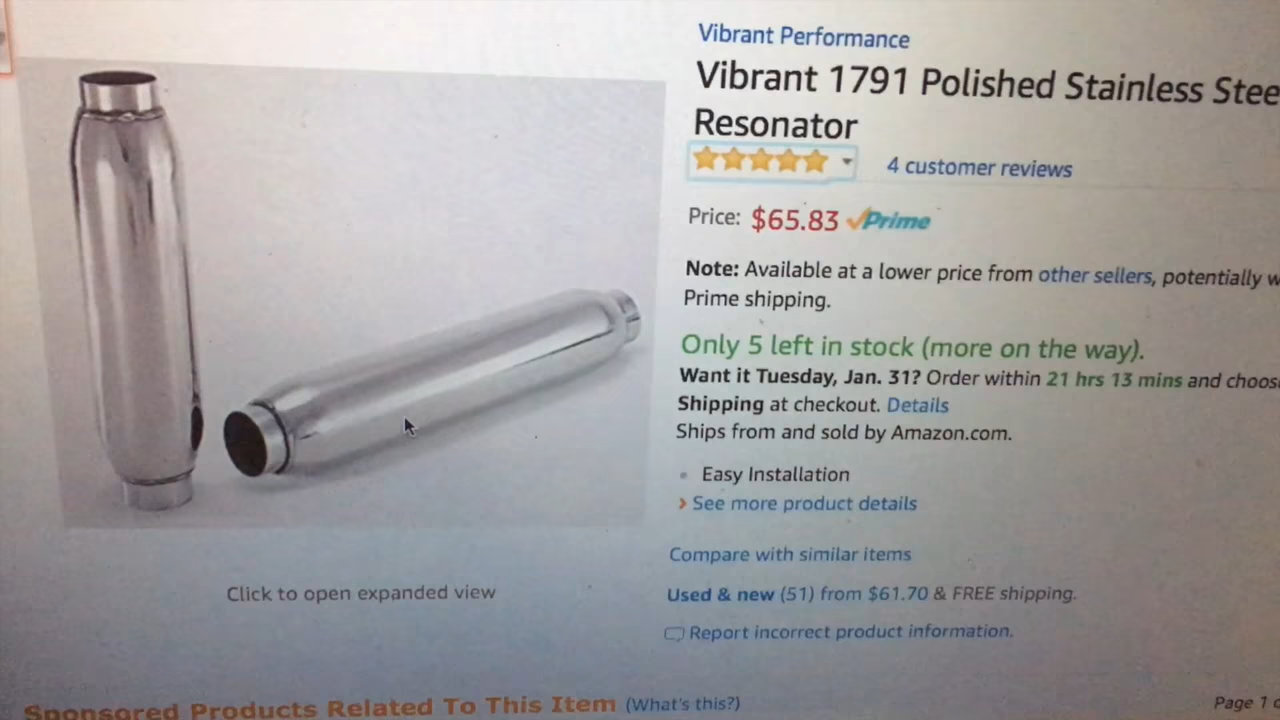 Vibrant Performance
Vibrant 1791 Polished Stainless Stee
Resonator
4 customer reviews
Price: $65.83 Prime
Note: Available at a lower price from other sellers, potentially w
Prime shipping.
Only 5 left in stock (more on the way).
Want it Tuesday, Jan. 31? Order within 21 hrs 13 mins and choos
Shipping at checkout. Details
Ships from and sold by Amazon.com.
Easy Installation
See more product details
Compare with similar items
Used & new (51) from $61.70 & FREE shipping.
Report incorrect product information.
Click to open expanded view
Sponsored Products Related To This Item (What's this?)
Page 1